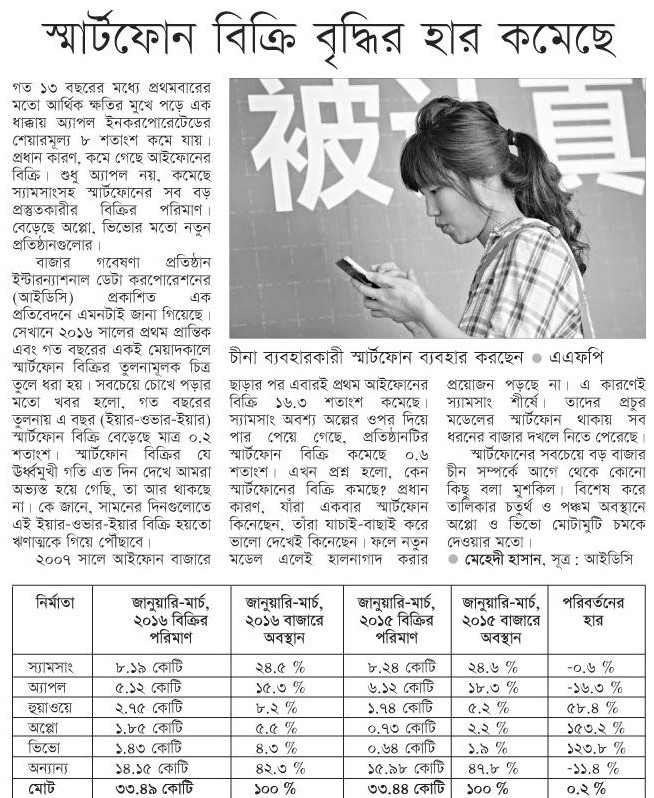 স্মার্টফোন বিক্রি বৃদ্ধির হার কমেছে
গত ১৩ বছরের মধ্যে প্রথমবারের
মতো আর্থিক ক্ষতির মুখে পড়ে এক
ধাক্কায় অ্যাপল ইনকরপোরেটেডের
শেয়ারমূল্য ৮ শতাংশ কমে যায়।
প্রধান কারণ, কমে গেছে আইফোনের
বিক্রি। শুধু অ্যাপল নয়, কমেছে
স্যামসাংসহ স্মার্টফোনের সব বড়
প্রস্তুতকারীর বিক্রির পরিমাণ।
বেড়েছে অপ্পো, ভিভোর মতো নতুন
প্রতিষ্ঠানগুলোর।
বাজার গবেষণা প্রতিষ্ঠান
ইন্টারন্যাশনাল ডেটা করপোরেশনের
(আইডিসি) প্রকাশিত এক
প্রতিবেদনে এমনটাই জানা গিয়েছে।
সেখানে ২০১৬ সালের প্রথম প্রান্তিক
এবং গত বছরের একই মেয়াদকালে
স্মার্টফোন বিক্রির তুলনামূলক চিত্র
তুলে ধরা হয়। সবচেয়ে চোখে পড়ার
মতো খবর হলো, গত বছরের
তুলনায় এ বছর (ইয়ার-ওভার-ইয়ার)
স্মার্টফোন বিক্রি বেড়েছে মাত্র ০.২
শতাংশ। স্মার্টফোন বিক্রির যে
ঊর্ধ্বমুখী গতি এত দিন দেখে আমরা
অভ্যস্ত হয়ে গেছি, তা আর থাকছে
না। কে জানে, সামনের দিনগুলোতে
এই ইয়ার-ওভার-ইয়ার বিক্রি হয়তো
ঋণাত্মকে গিয়ে পৌঁছাবে।
২০০৭ সালে আইফোন বাজারে
被认真
চীনা ব্যবহারকারী স্মার্টফোন ব্যবহার করছেন ● এএফপি
ছাড়ার পর এবারই প্রথম আইফোনের
বিক্রি ১৬.৩ শতাংশ কমেছে।
স্যামসাং অবশ্য অল্পের ওপর দিয়ে
পার পেয়ে গেছে, প্রতিষ্ঠানটির
স্মার্টফোন বিক্রি কমেছে ০.৬
শতাংশ। এখন প্রশ্ন হলো, কেন
স্মার্টফোনের বিক্রি কমছে? প্রধান
কারণ, যাঁরা একবার স্মার্টফোন
কিনেছেন, তাঁরা যাচাই-বাছাই করে
ভালো দেখেই কিনেছেন। ফলে নতুন
মডেল এলেই হালনাগাদ করার
প্রয়োজন পড়ছে না। এ কারণেই
স্যামসাং শীর্ষে। তাদের প্রচুর
মডেলের স্মার্টফোন থাকায় সব
ধরনের বাজার দখলে নিতে পেরেছে।
স্মার্টফোনের সবচেয়ে বড় বাজার
চীন সম্পর্কে আগে থেকে কোনো
কিছু বলা মুশকিল। বিশেষ করে
তালিকার চতুর্থ ও পঞ্চম অবস্থানে
অপ্পো ও ভিভো মোটামুটি চমকে
দেওয়ার মতো।
● মেহেদী হাসান, সূত্র : আইডিসি
নির্মাতা জানুয়ারি-মার্চ, ২০১৬ বিক্রির পরিমাণ জানুয়ারি-মার্চ, ২০১৬ বাজারে অবস্থান জানুয়ারি-মার্চ, ২০১৫ বিক্রির পরিমাণ জানুয়ারি-মার্চ, ২০১৫ বাজারে অবস্থান পরিবর্তনের হার
স্যামসাং ৮.১৯ কোটি ২৪.৫ % ৮.২৪ কোটি ২৪.৬ % -০.৬ %
অ্যাপল ৫.১২ কোটি ১৫.৩ % ৬.১২ কোটি ১৮.৩ % -১৬.৩ %
হুয়াওয়ে ২.৭৫ কোটি ৮.২ % ১.৭৪ কোটি ৫.২ % ৫৮.৪ %
অপ্পো ১.৮৫ কোটি ৫.৫ % ০.৭৩ কোটি ২.২ % ১৫৩.২ %
ভিভো ১.৪৩ কোটি ৪.৩ % ০.৬৪ কোটি ১.৯ % ১২৩.৮ %
অন্যান্য ১৪.১৫ কোটি ৪২.৩ % ১৫.৯৮ কোটি ৪৭.৮ % -১১.৪ %
মোট ৩৩.৪৯ কোটি ১০০ % ৩৩.৪৪ কোটি ১০০ % ০.২ %